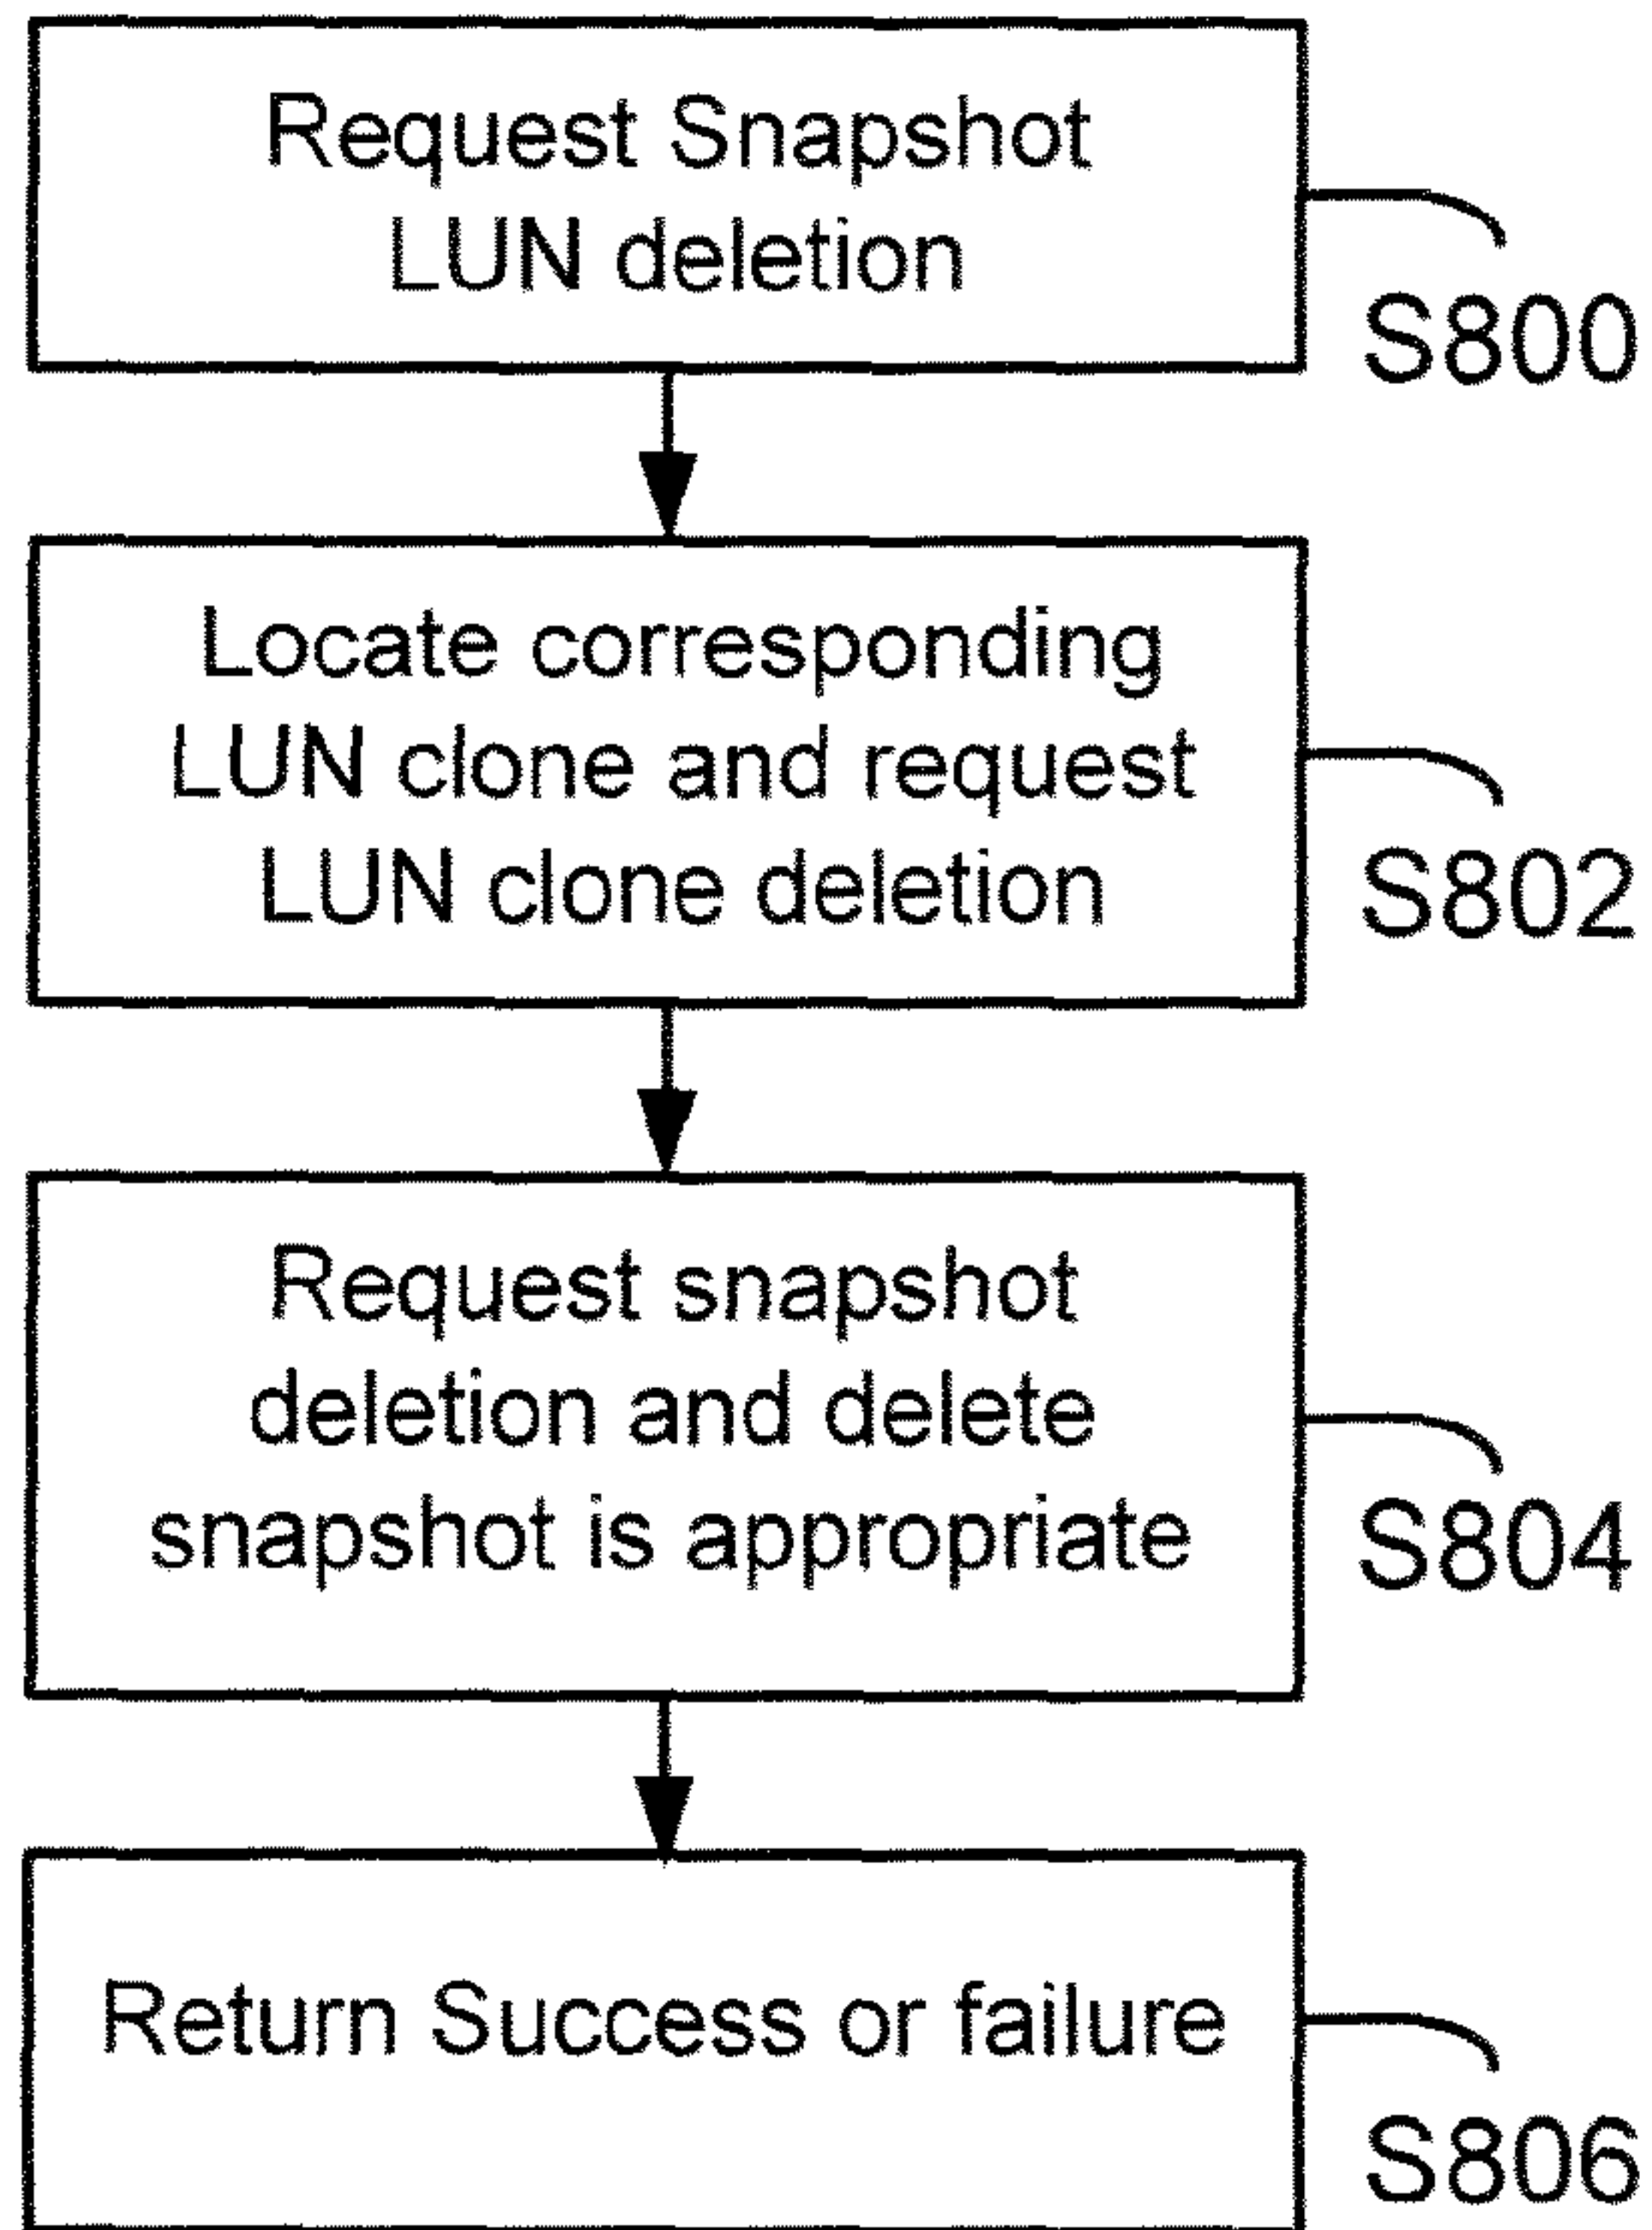 Request Snapshot
LUN deletion
S800
Locate corresponding
LUN clone and request
LUN clone deletion
S802
Request snapshot
deletion and delete
snapshot is appropriate
S804
Return Success or failure
S806